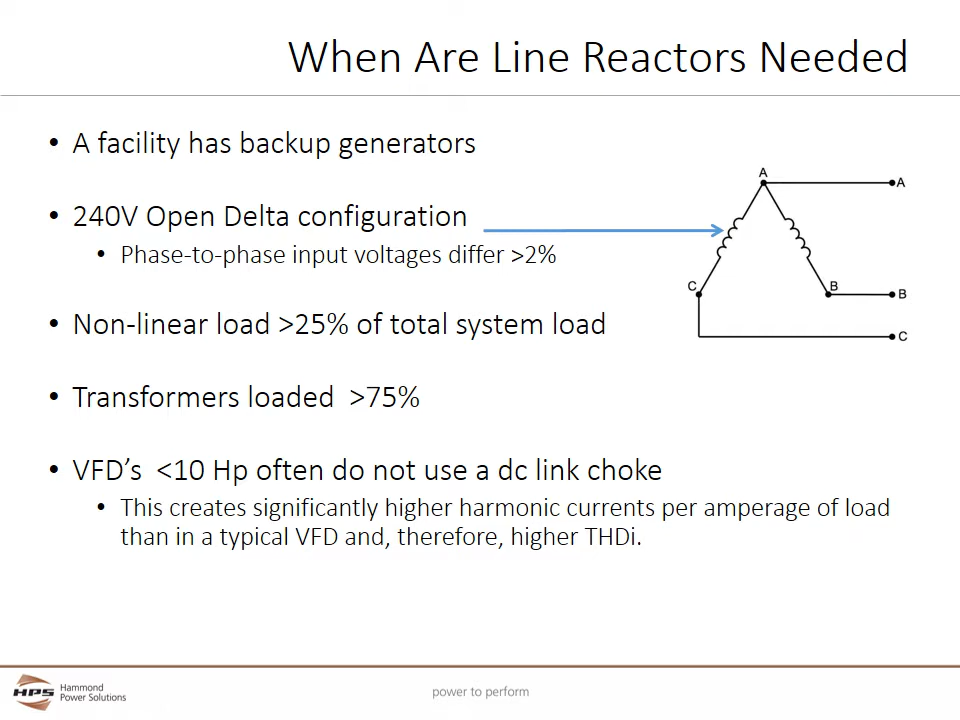 When Are Line Reactors Needed
• A facility has backup generators
• 240V Open Delta configuration
• Phase-to-phase input voltages differ >2%
• Non-linear load >25% of total system load
• Transformers loaded >75%
• VFD’s <10 Hp often do not use a dc link choke
• This creates significantly higher harmonic currents per amperage of load
than in a typical VFD and, therefore, higher THDi.
A
A
C
B
B
C
HPS
Hammond
Power Solutions
power to perform